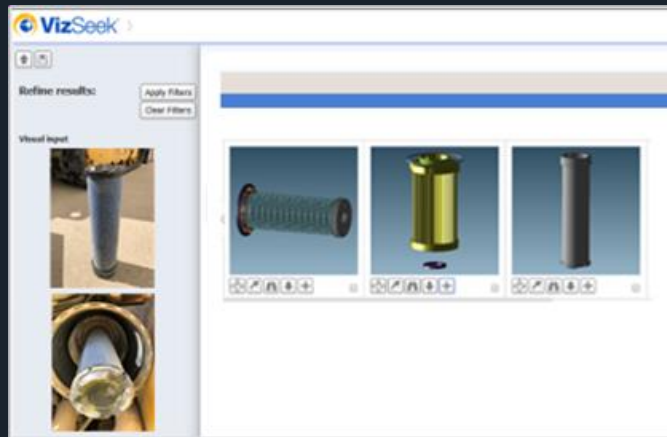 VizSeek
Refine results:
Apply Filters
Clear Filters
Visual input